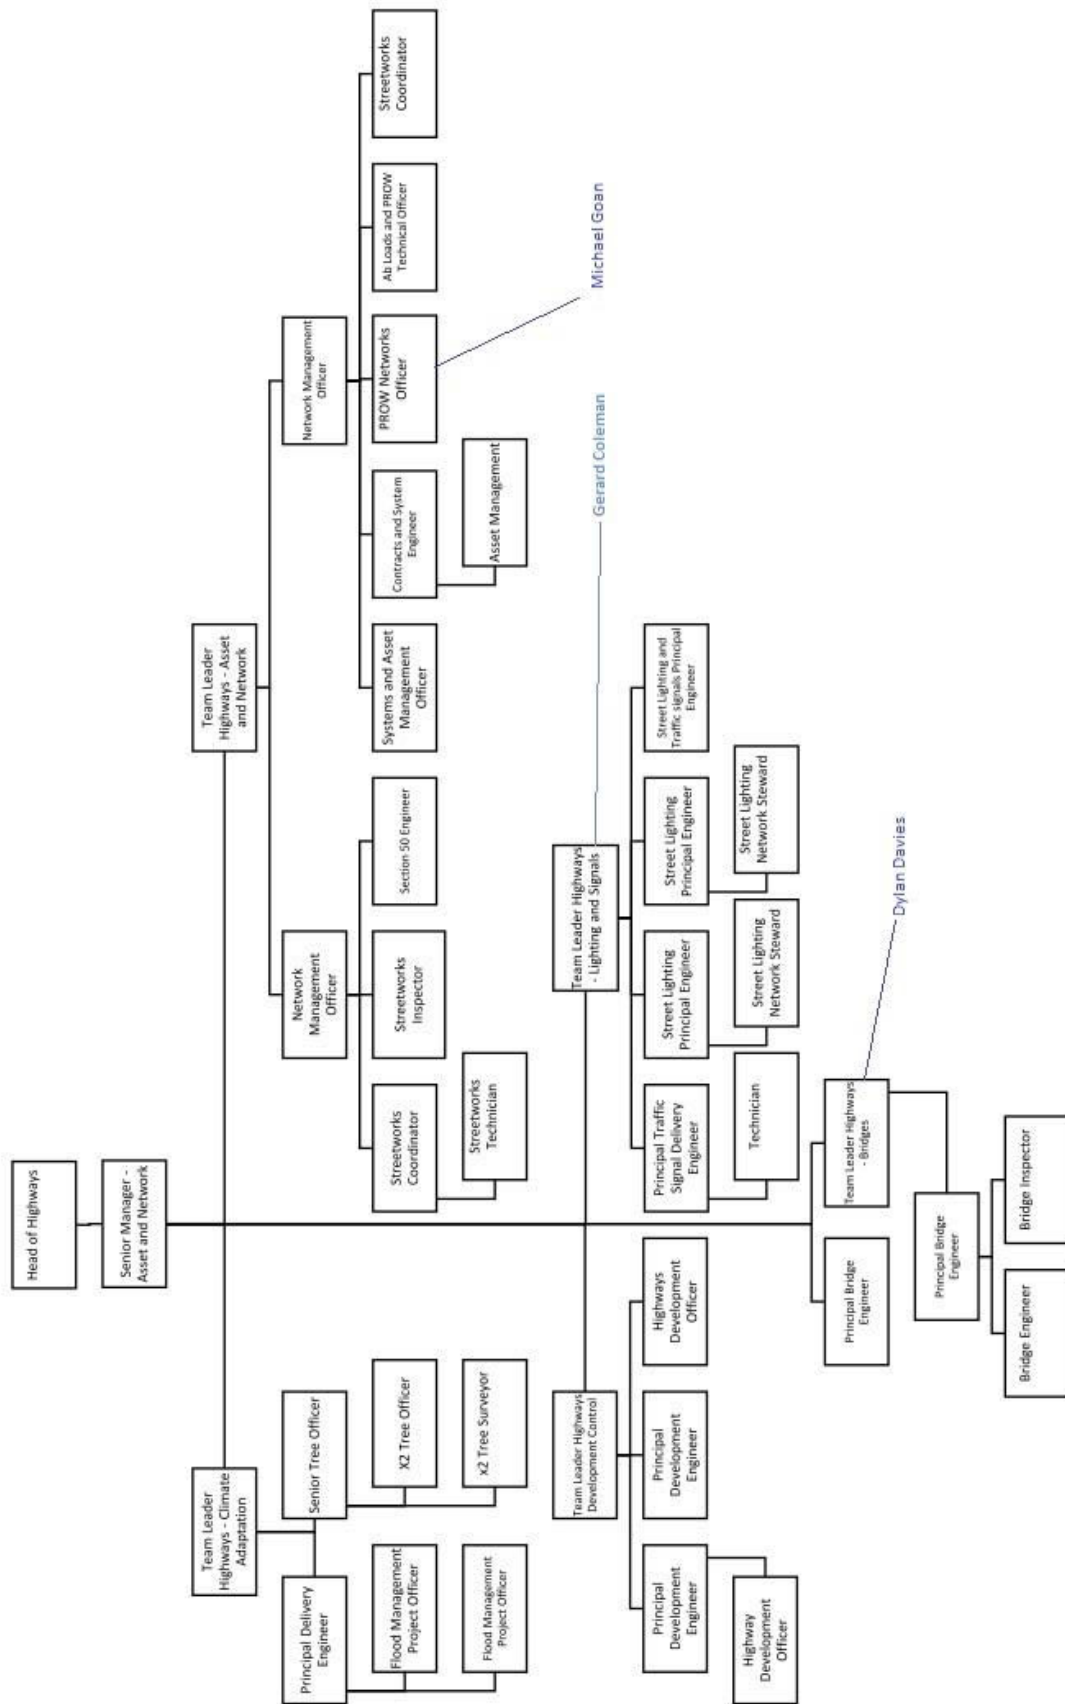 Head of Highways
Senior Manager -
Asset and Network
Team Leader
Highways - Climate
Adaptation
Team Leader
Highways - Asset
and Network
Principal Delivery
Engineer
Senior Tree Officer
Network
Management
Officer
Network Management
Officer
Flood Management
Project Officer
X2 Tree Officer
Streetworks
Coordinator
Streetworks
Inspector
Section 50 Engineer
Systems and Asset
Management
Officer
Contracts and System
Engineer
PROW Networks
Officer
Ab Loads and PROW
Technical Officer
Streetworks
Coordinator
Flood Management
Project Officer
x2 Tree Surveyor
Streetworks
Technician
Asset Management
Michael Goan
Team Leader Highways
Development Control
Team Leader Highways
- Lighting and Signals
Gerard Coleman
Principal
Development
Engineer
Principal
Development
Engineer
Highways
Development
Officer
Principal Traffic
Signal Delivery
Engineer
Street Lighting
Principal Engineer
Street Lighting
Principal Engineer
Street Lighting and
Traffic signals Principal
Engineer
Highway
Development
Officer
Technician
Street Lighting
Network Steward
Street Lighting
Network Steward
Principal Bridge
Engineer
Team Leader Highways
- Bridges
Dylan Davies
Principal Bridge
Engineer
Bridge Engineer
Bridge Inspector